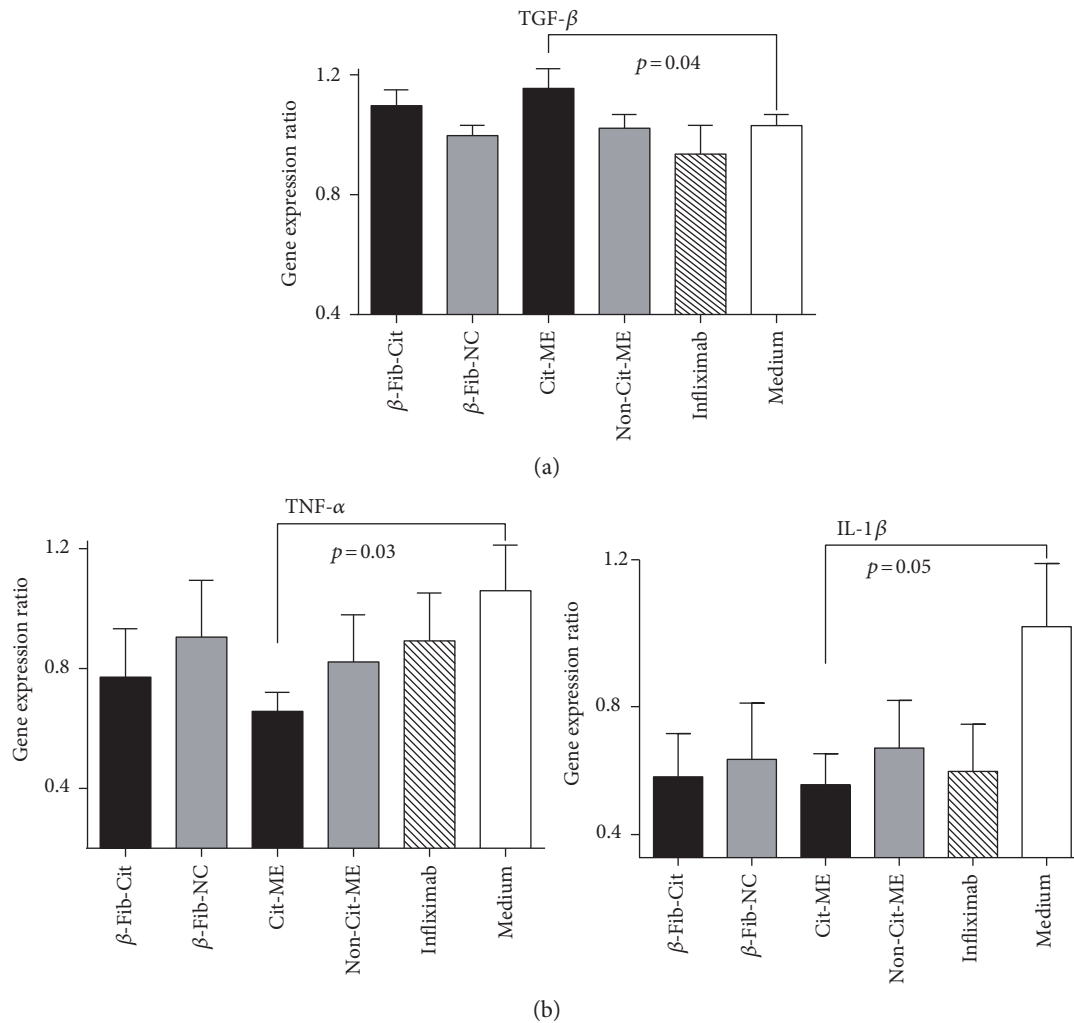 TGF-β
p = 0.04
Gene expression ratio
1.2
0.8
0.4
β-Fib-Cit
β-Fib-NC
Cit-ME
Non-Cit-ME
Infliximab
Medium
(a)
TNF-α
p = 0.03
Gene expression ratio
1.2
0.8
0.4
β-Fib-Cit
β-Fib-NC
Cit-ME
Non-Cit-ME
Infliximab
Medium
IL-1β
p = 0.05
Gene expression ratio
1.2
0.8
0.4
β-Fib-Cit
β-Fib-NC
Cit-ME
Non-Cit-ME
Infliximab
Medium
(b)